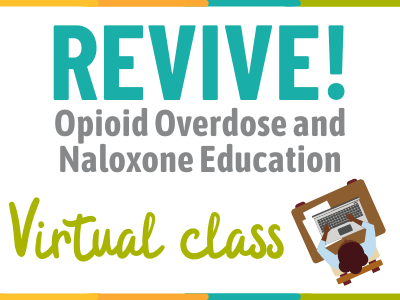 REVIVE!
Opioid Overdose and
Naloxone Education
Virtual class